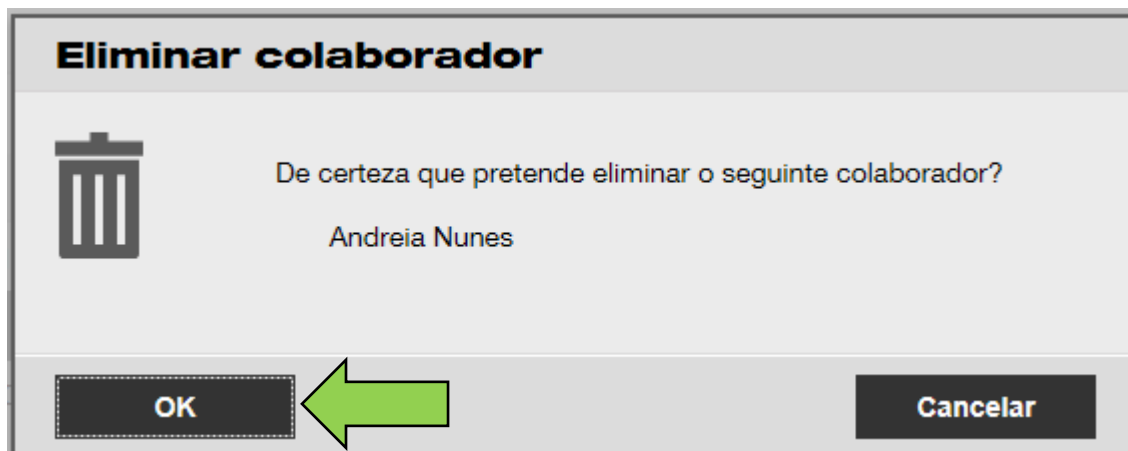 Eliminar colaborador
De certeza que pretende eliminar o seguinte colaborador?
Andreia Nunes
OK
Cancelar